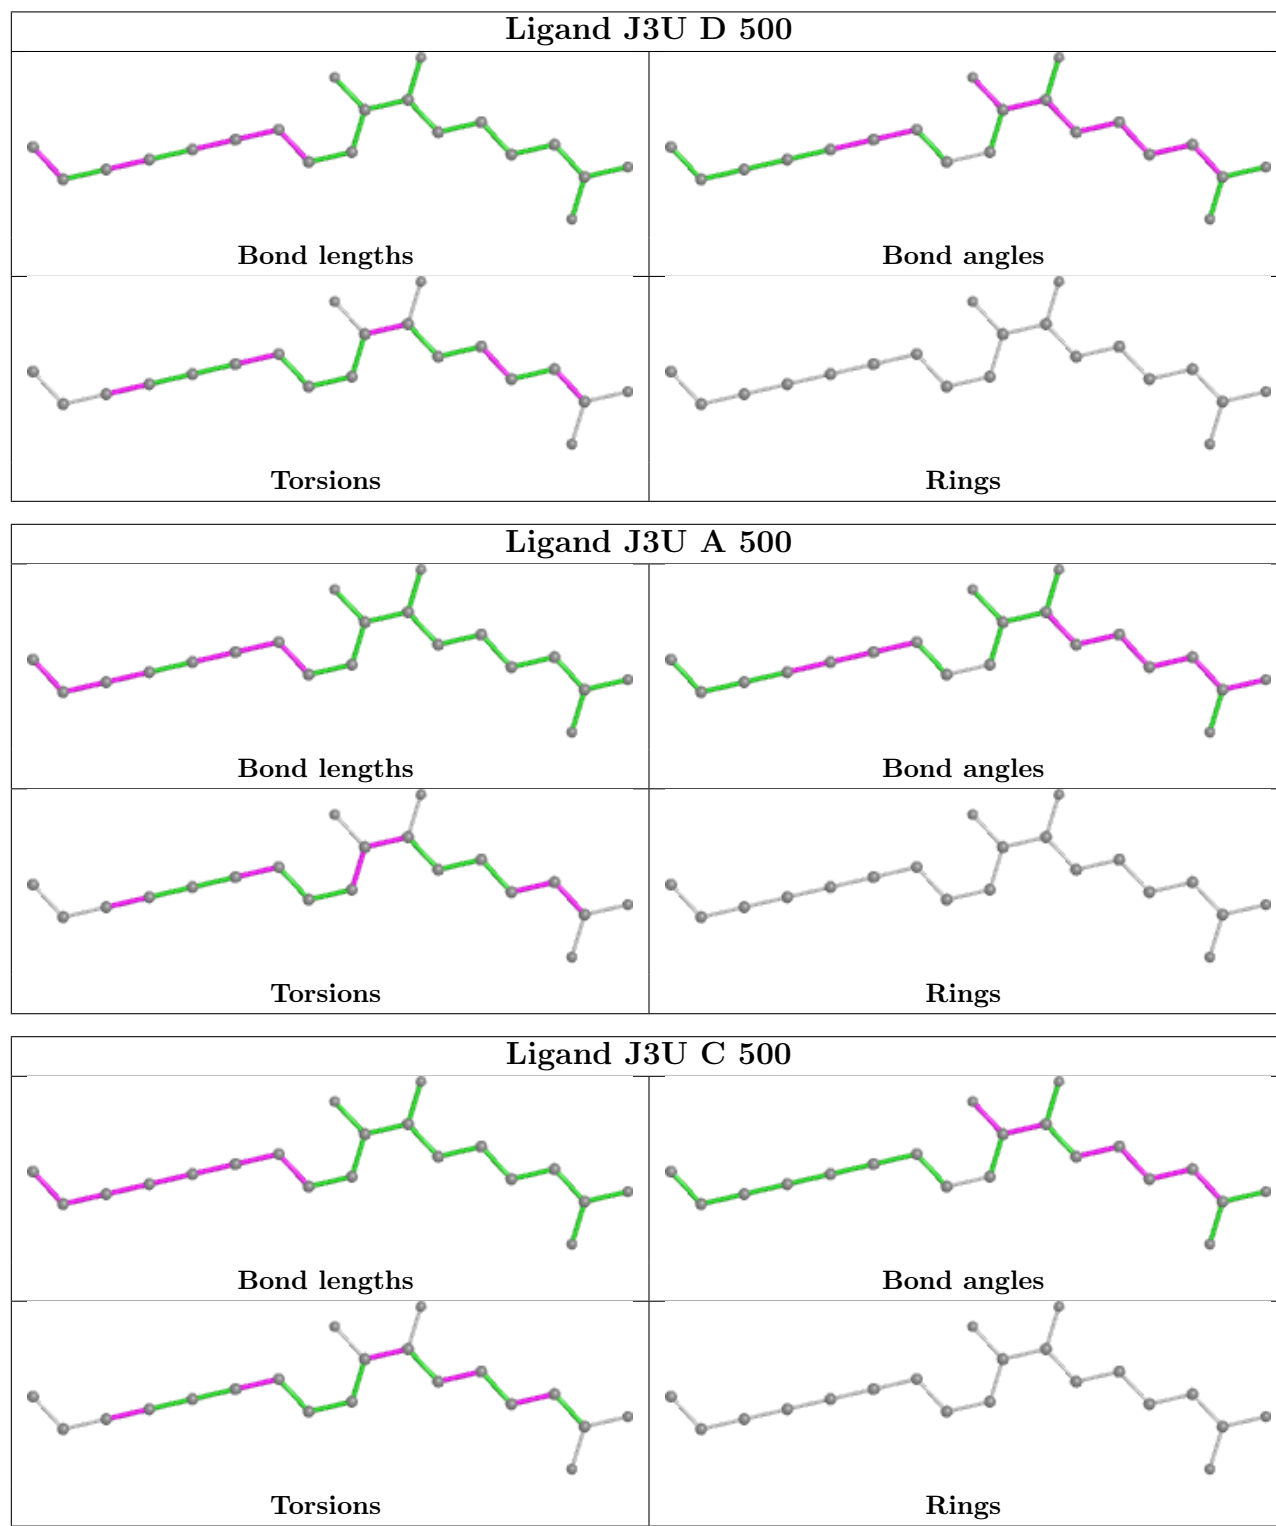 Ligand J3U D 500
Bond lengths
Bond angles
Torsions
Rings
Ligand J3U A 500
Bond lengths
Bond angles
Torsions
Rings
Ligand J3U C 500
Bond lengths
Bond angles
Torsions
Rings